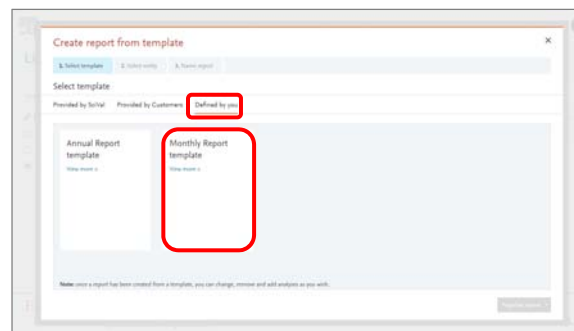 Create report from template
×
1. Select template 2. Select entity 3. Name report
Select template
Provided by SciVal Provided by Customers Defined by you
Annual Report
template
View more
Monthly Report
template
View more
Note: once a report has been created from a template, you can change, remove and add analyses as you wish.